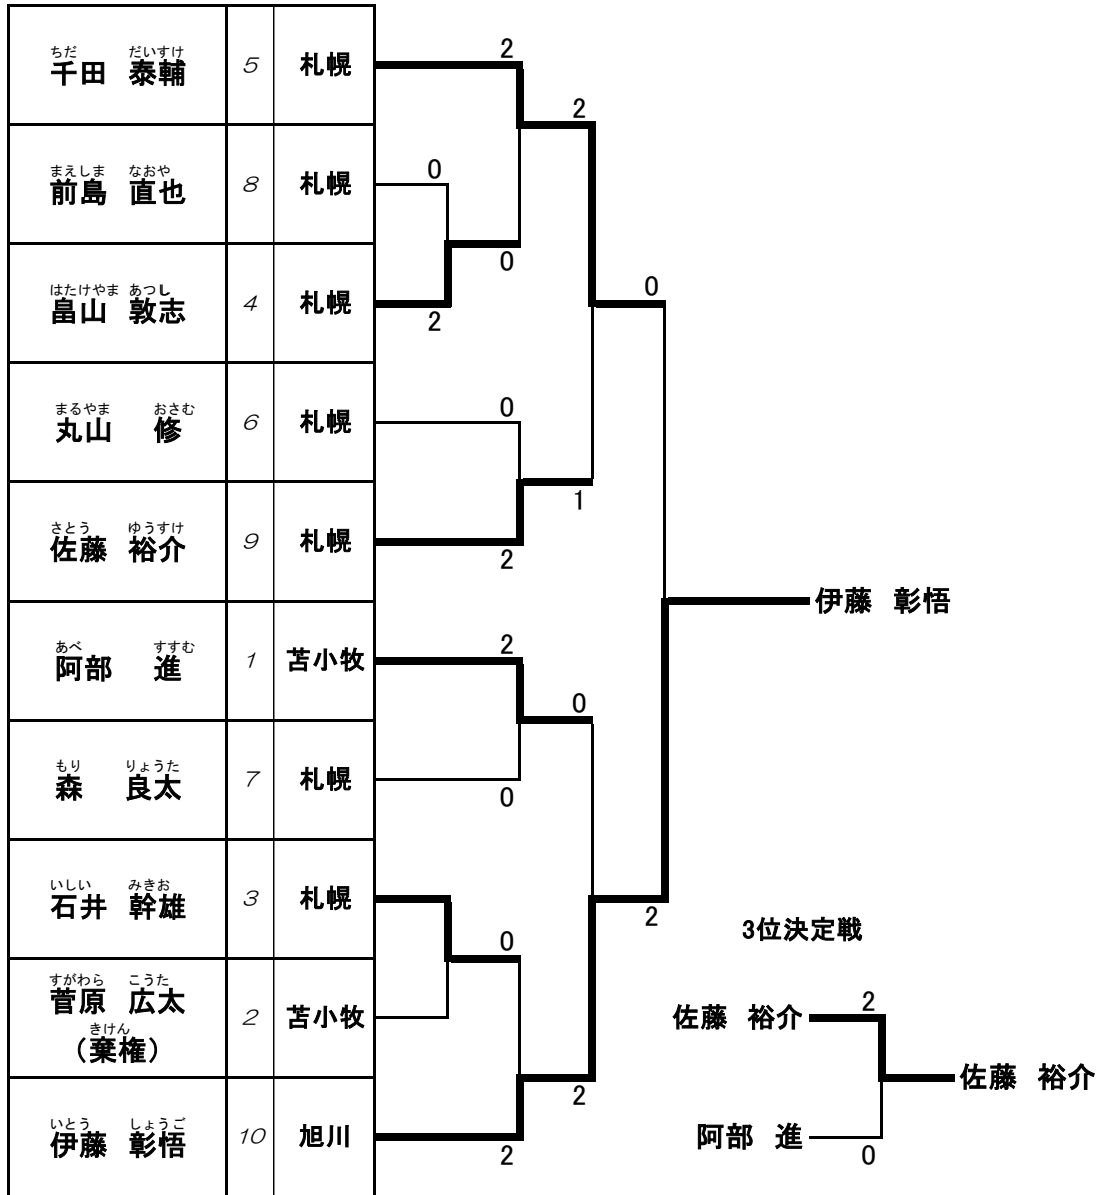 ちだ だいすけ
千田 泰輔 5 札幌
まえしま なおや
前島 直也 8 札幌
はたけやま あつし
畠山 敦志 4 札幌
まるやま おさむ
丸山 修 6 札幌
さとう ゆうすけ
佐藤 裕介 9 札幌
あべ すすむ
阿部 進 1 苫小牧
もり りょうた
森 良太 7 札幌
いしい みきお
石井 幹雄 3 札幌
すがわら こうた
菅原 広太 2 苫小牧
きけん
(棄権)
いとう しょうご
伊藤 彰悟 10 旭川
2
2
0
0
0
2
0
1
2
2
0
0
0
2
2
2
伊藤 彰悟
3位決定戦
佐藤 裕介 2
佐藤 裕介
阿部 進 0